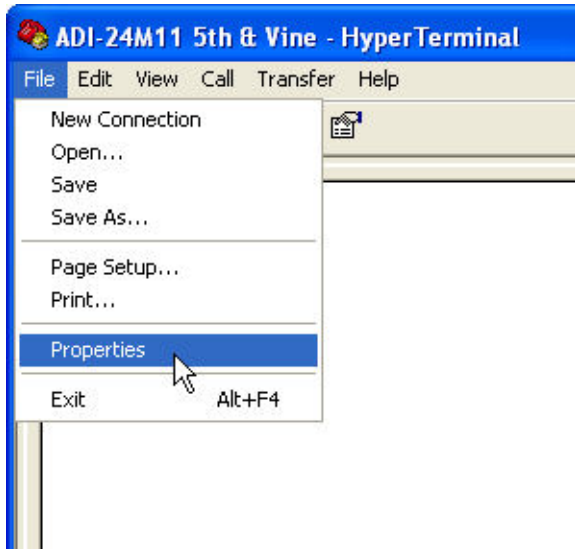 ADI-24M11 5th & Vine - HyperTerminal
File Edit View Call Transfer Help
New Connection
Open...
Save
Save As...
Page Setup...
Print...
Properties
Exit Alt+F4